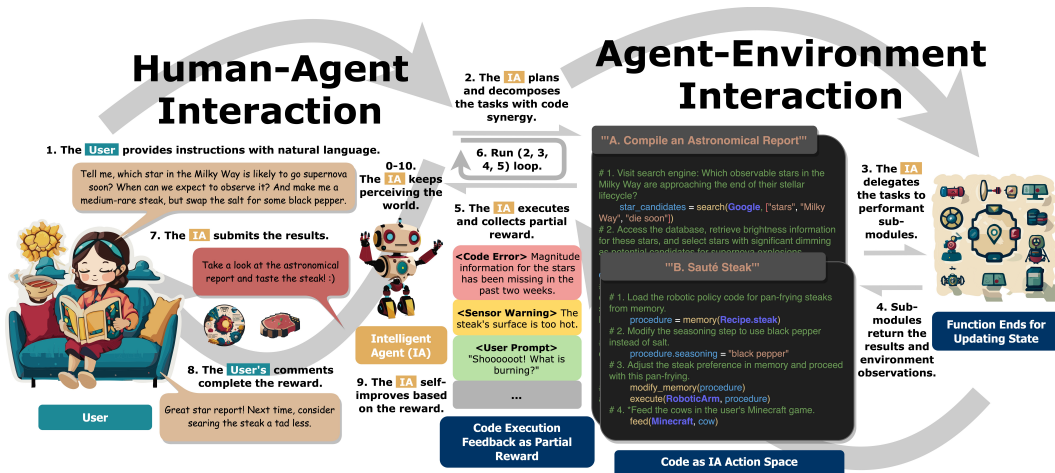 Human-Agent
Interaction
Agent-Environment
Interaction
1. The User provides instructions with natural language.
Tell me, which star in the Milky Way is likely to go supernova
soon? When can we expect to observe it? And make me a
medium-rare steak, but swap the salt for some black pepper.
7. The IA submits the results.
Take a look at the astronomical
report and taste the steak! :)
8. The User's comments
complete the reward.
Great star report! Next time, consider
searing the steak a tad less.
User
0-10.
The IA keeps
perceiving the
world.
Intelligent
Agent (IA)
9. The IA self-
improves based
on the reward.
2. The IA plans
and decomposes
the tasks with code
synergy.
6. Run (2, 3,
4, 5) loop.
5. The IA executes
and collects partial
reward.
<Code Error> Magnitude
information for the stars
has been missing in the
past two weeks.
<Sensor Warning> The
steak's surface is too hot.
<User Prompt>
"Shoooooot! What is
burning?"
...
Code Execution
Feedback as Partial
Reward
'''A. Compile an Astronomical Report'''
# 1. Visit search engine: Which observable stars in the
Milky Way are approaching the end of their stellar
lifecycle?
star_candidates = search(Google, ["stars", "Milky
Way", "die soon"])
# 2. Access the database, retrieve brightness information
for these stars, and select stars with significant dimming
as potential candidates for supernova explosions.
'''B. Sauté Steak'''
# 1. Load the robotic policy code for pan-frying steaks
from memory.
procedure = memory(Recipe.steak)
# 2. Modify the seasoning step to use black pepper
instead of salt.
procedure.seasoning = "black pepper"
# 3. Adjust the steak preference in memory and proceed
with this pan-frying.
modify_memory(procedure)
execute(RoboticArm, procedure)
# 4. "Feed the cows in the user's Minecraft game.
feed(Minecraft, cow)
Code as IA Action Space
3. The IA
delegates
the tasks to
performant
sub-
modules.
4. Sub-
modules
return the
results and
environment
observations.
Function Ends for
Updating State